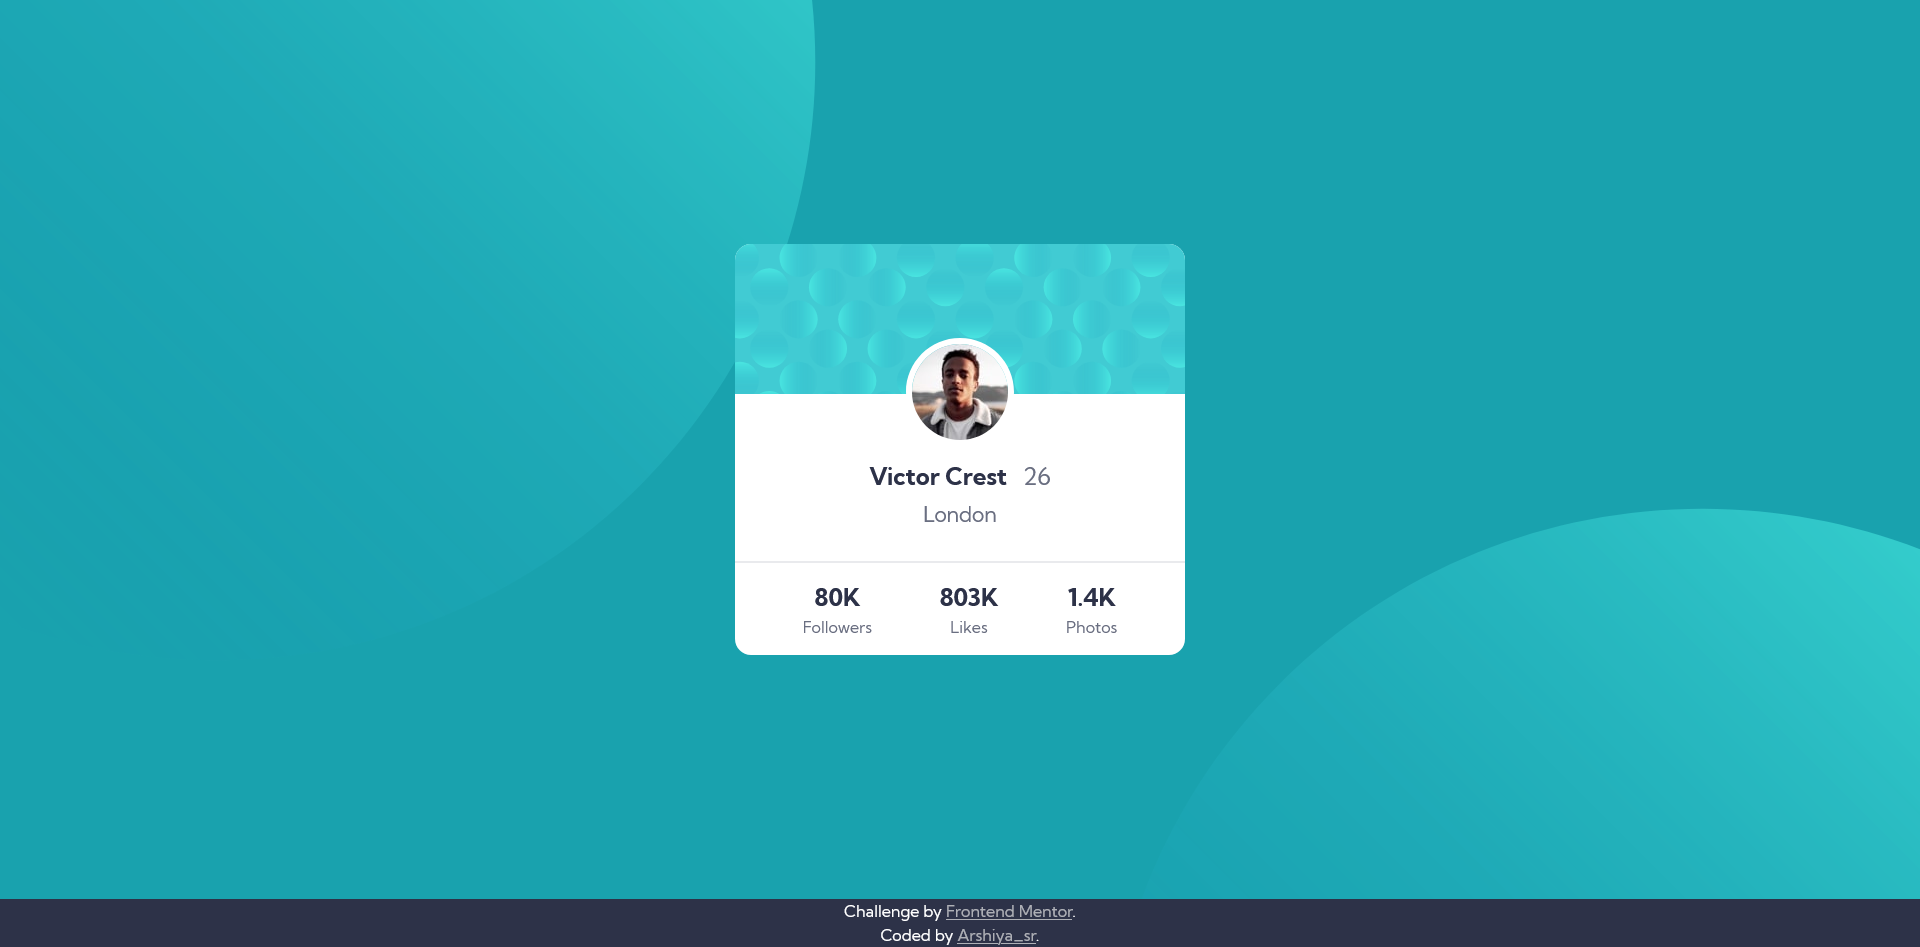 Victor Crest 26
London
80K 803K 1.4K
Followers Likes Photos
Challenge by Frontend Mentor.
Coded by Arshiya_sr.